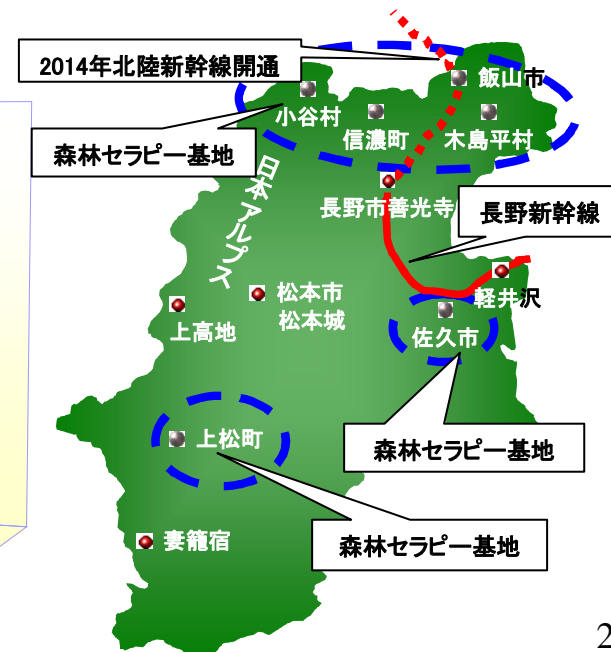 2014年北陸新幹線開通
飯山市
小谷村
信濃町
木島平村
森林セラピー基地
日本アルプス
長野市善光寺
長野新幹線
軽井沢
松本市
松本城
上高地
佐久市
上松町
森林セラピー基地
森林セラピー基地
妻籠宿
2